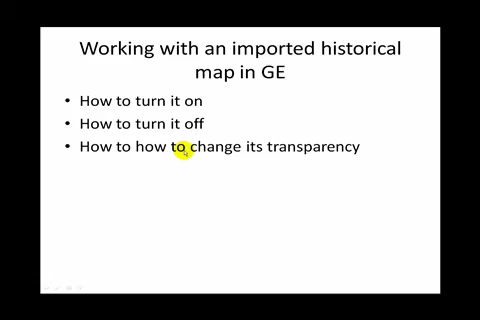 Working with an imported historical
map in GE
• How to turn it on
• How to turn it off
• How to how to change its transparency